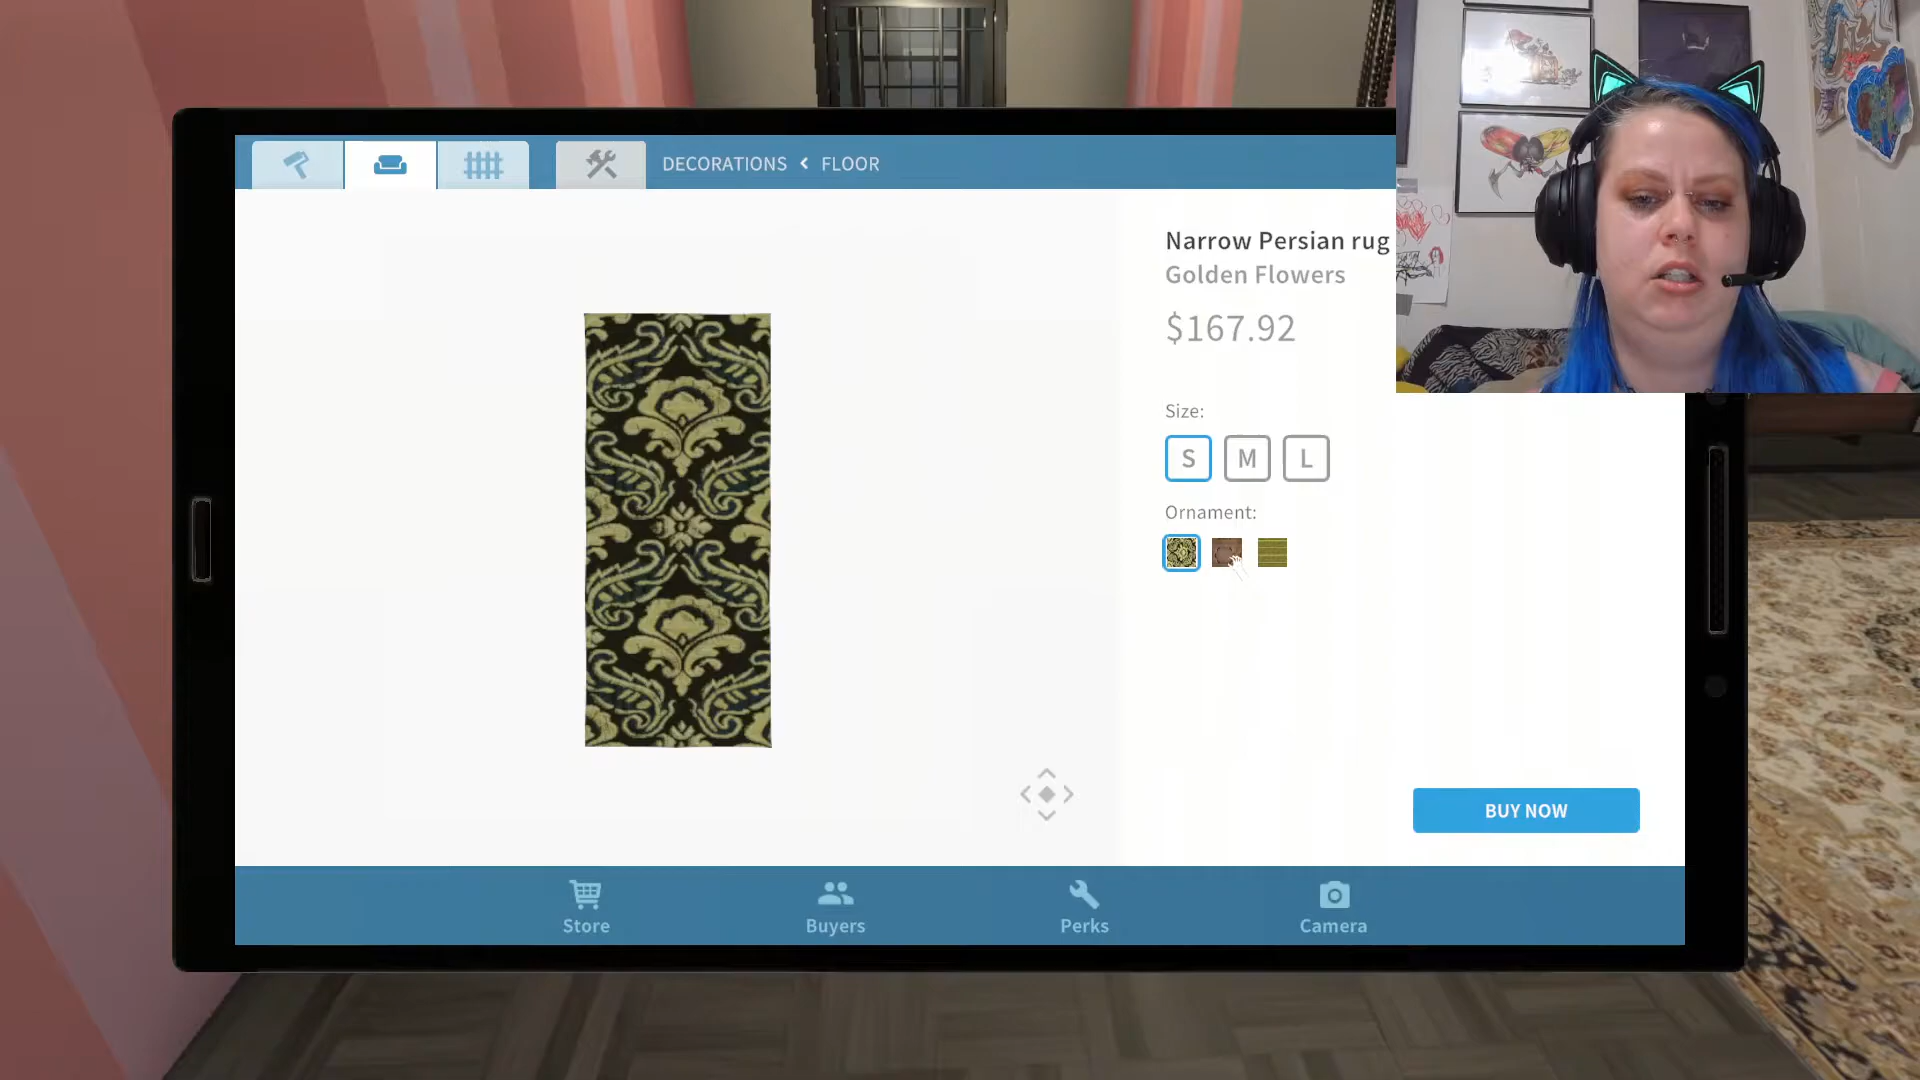 DECORATIONS < FLOOR
Narrow Persian rug
Golden Flowers
$167.92
Size:
S M L
Ornament:
BUY NOW
Store Buyers Perks Camera